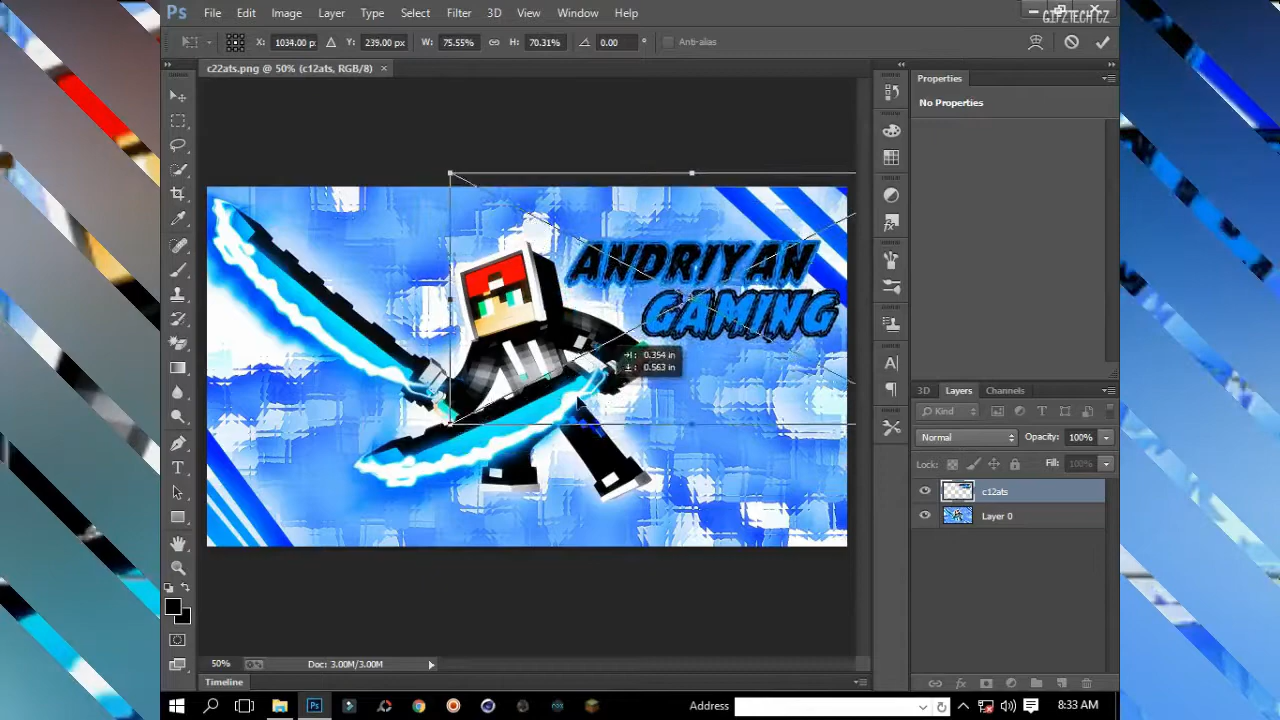 GIFZTECH CZ
Ps File Edit Image Layer Type Select Filter 3D View Window Help
X: 1034.00 p Y: 239.00 px W: 75.55% H: 70.31% 0.00 ° Anti-alias
c22ats.png @ 50% (c12ats, RGB/8) ×
Properties
No Properties
ANDRIYAN
GAMING
0.354 in
0.563 in
3D Layers Channels
Kind
Normal Opacity: 100%
Lock: Fill: 100%
c12ats
Layer 0
50% Doc: 3.00M/3.00M
Timeline
Ps Address 8:33 AM